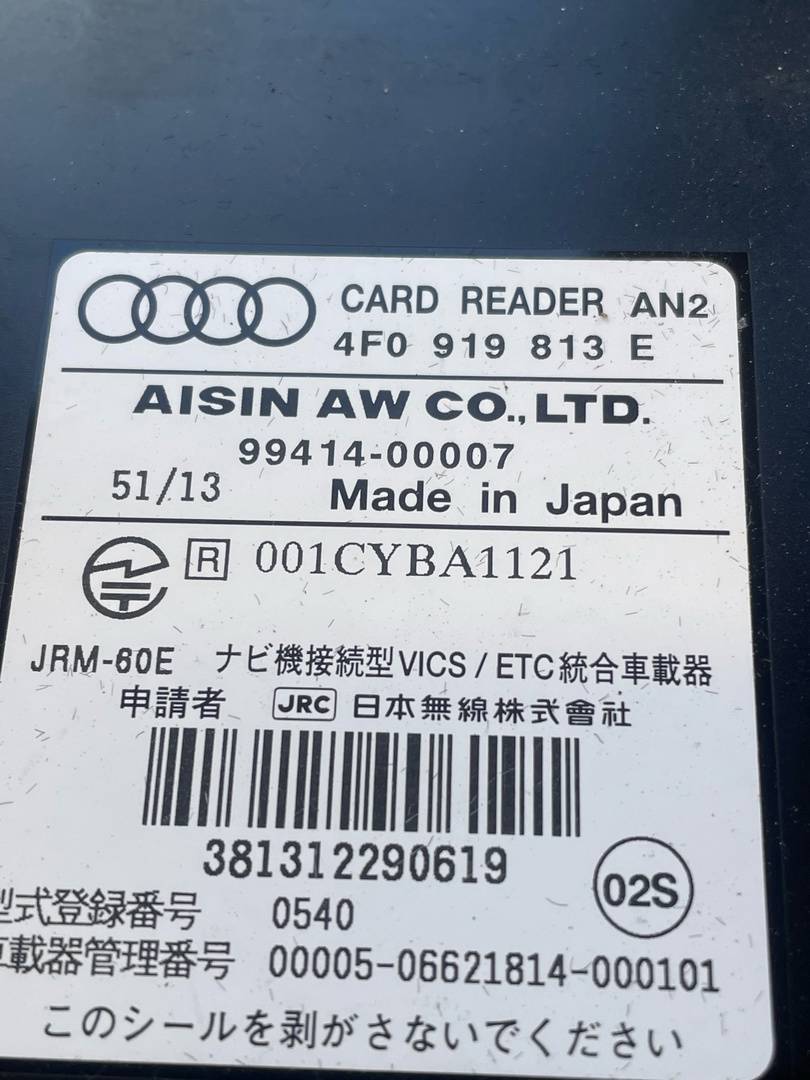 CARD READER AN2
4F0 919 813 E
AISIN AW CO.,LTD.
99414-00007
51/13 Made in Japan
R 001CYBA1121
JRM-60E ナビ機接続型VICS/ETC統合車載器
申請者 JRC 日本無線株式會社
381312290619
02S
型式登録番号 0540
車載器管理番号 00005-06621814-000101
このシールを剥がさないでください